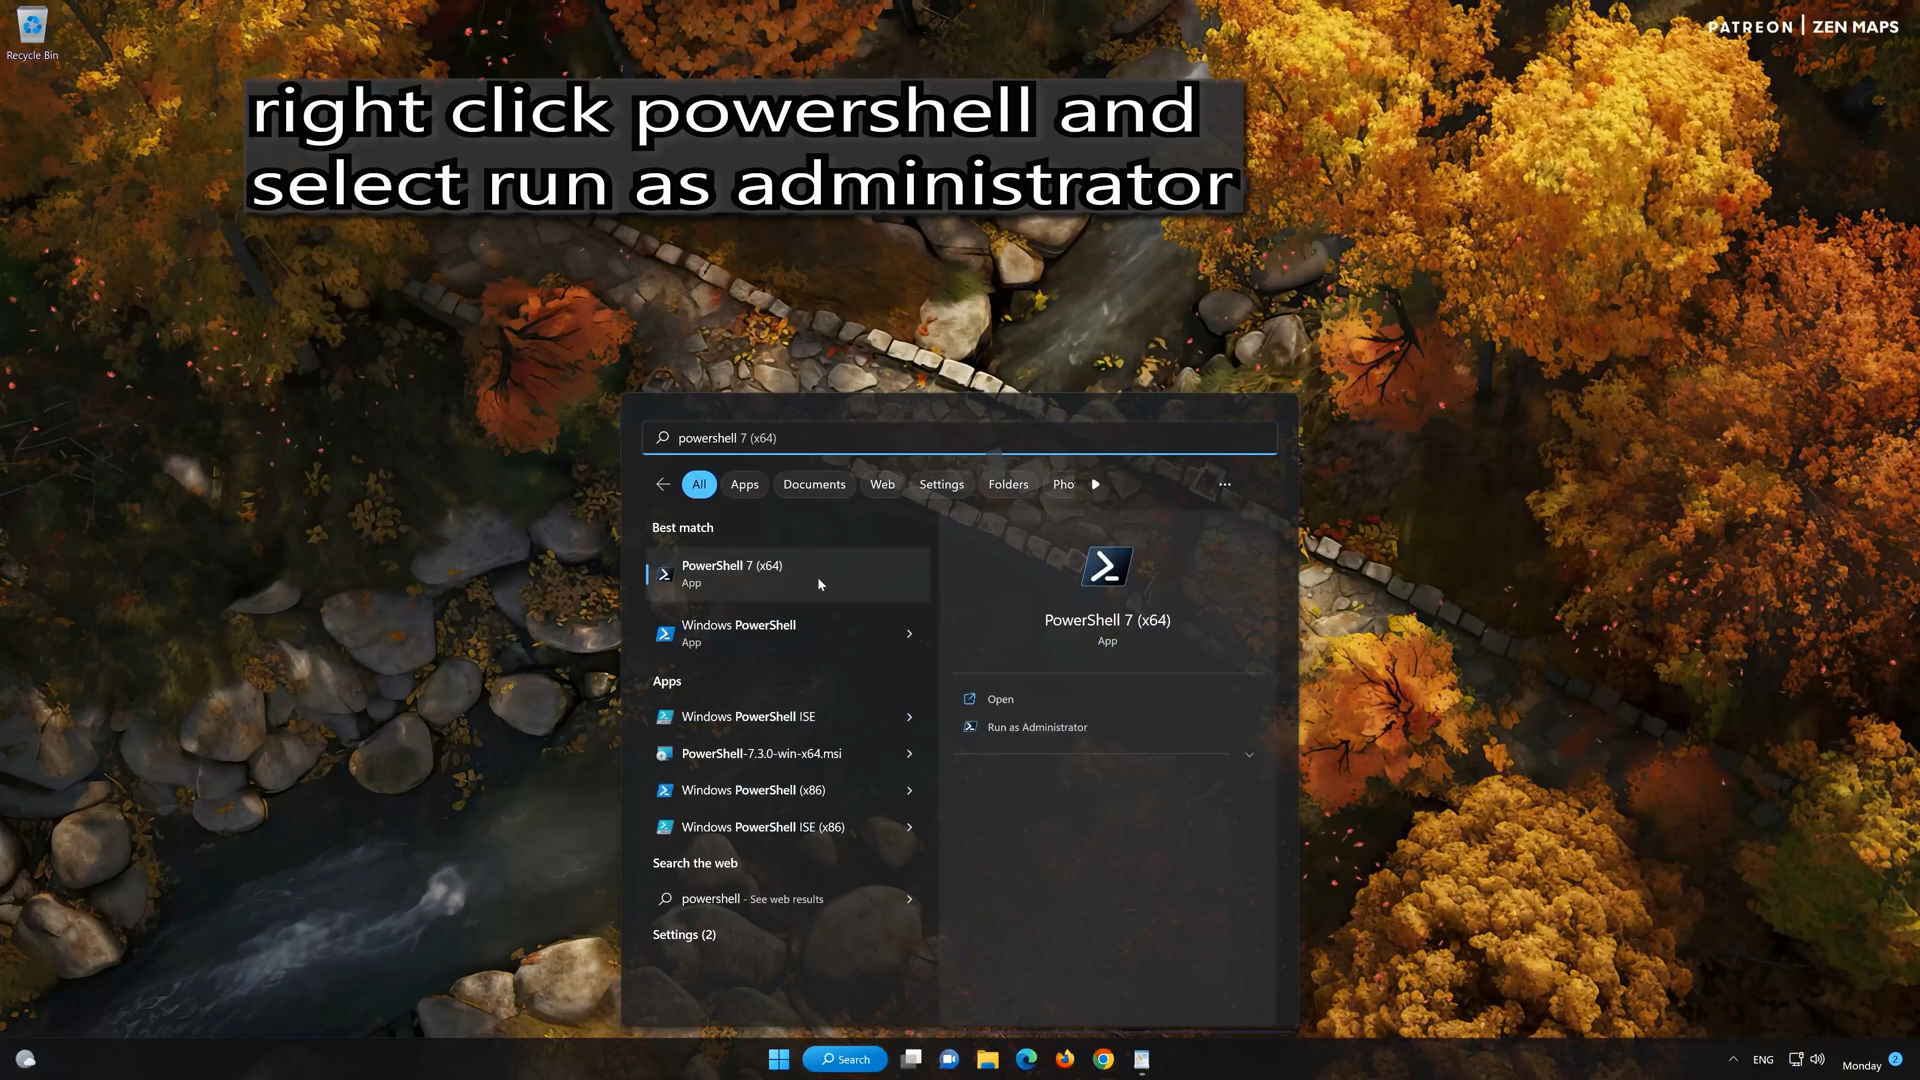 Recycle Bin
PATREON | ZEN MAPS
right click powershell and
select run as administrator
powershell 7 (x64)
All
Apps
Documents
Web
Settings
Folders
Pho
Best match
PowerShell 7 (x64)
App
Windows PowerShell
App
Apps
Windows PowerShell ISE
PowerShell-7.3.0-win-x64.msi
Windows PowerShell (x86)
Windows PowerShell ISE (x86)
Search the web
powershell - See web results
Settings (2)
PowerShell 7 (x64)
App
Open
Run as Administrator
Search
ENG
Monday
2